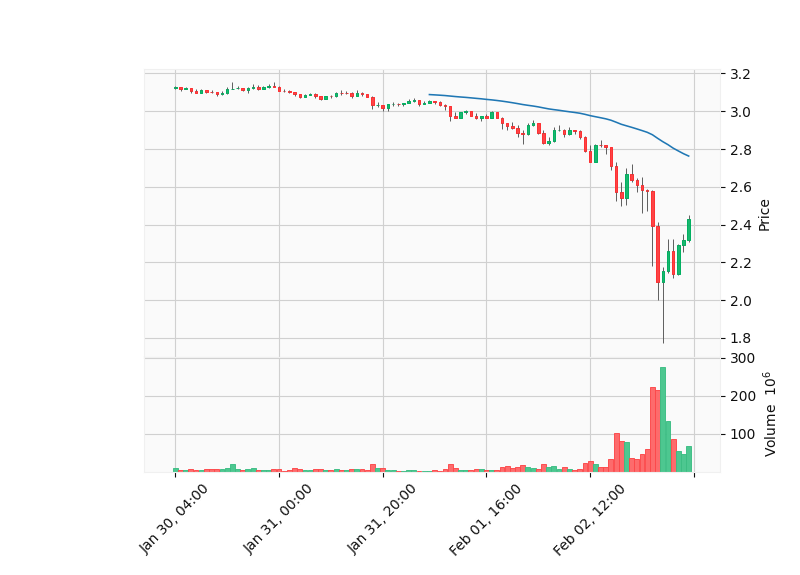 3.2
3.0
2.8
2.6
2.4
2.2
2.0
1.8
Price
300
200
100
Volume 10^6
Jan 30, 04:00
Jan 31, 00:00
Jan 31, 20:00
Feb 01, 16:00
Feb 02, 12:00